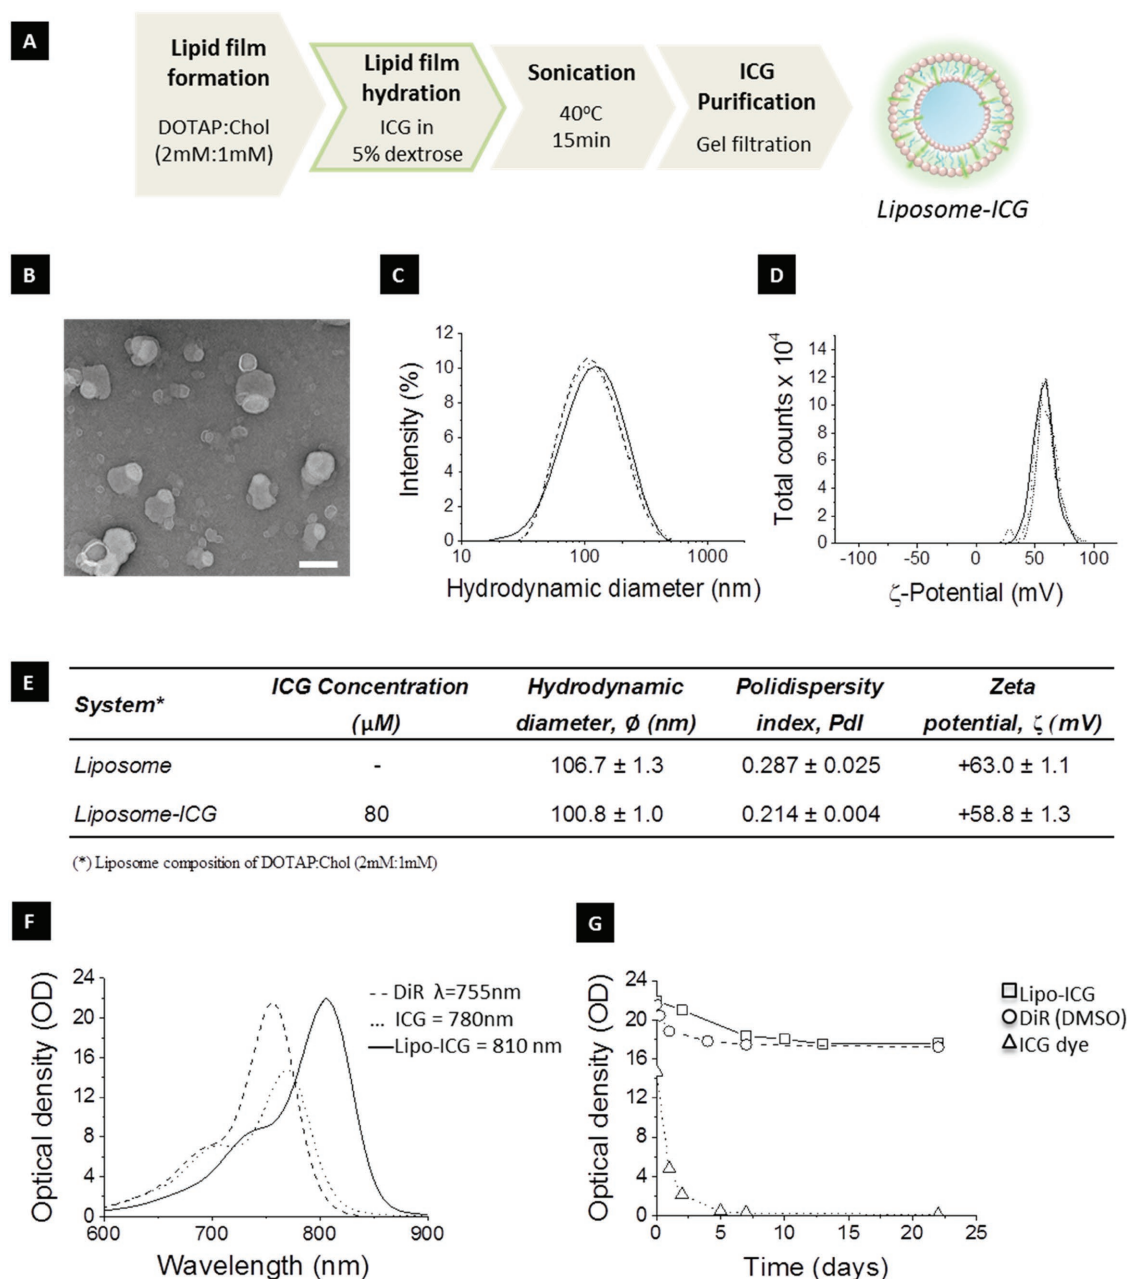 A
Lipid film
formation
DOTAP:Chol
(2mM:1mM)
Lipid film
hydration
ICG in
5% dextrose
Sonication
40ºC
15min
ICG
Purification
Gel filtration
Liposome-ICG
B
C
12
10
8
6
4
2
0
10 100 1000
Intensity (%)
Hydrodynamic diameter (nm)
D
14
12
10
8
6
4
2
0
-100 -50 0 50 100
Total counts x 10⁴
ζ-Potential (mV)
E
System* ICG Concentration (µM) Hydrodynamic diameter, Ø (nm) Polidispersity index, PdI Zeta potential, ζ (mV)
Liposome - 106.7 ± 1.3 0.287 ± 0.025 +63.0 ± 1.1
Liposome-ICG 80 100.8 ± 1.0 0.214 ± 0.004 +58.8 ± 1.3
(*) Liposome composition of DOTAP:Chol (2mM:1mM)
F
24
20
16
12
8
4
0
600 700 800 900
Optical density (OD)
Wavelength (nm)
DiR λ=755nm
ICG = 780nm
Lipo-ICG = 810 nm
G
24
20
16
12
8
4
0
0 5 10 15 20 25
Optical density (OD)
Time (days)
Lipo-ICG
DiR (DMSO)
ICG dye